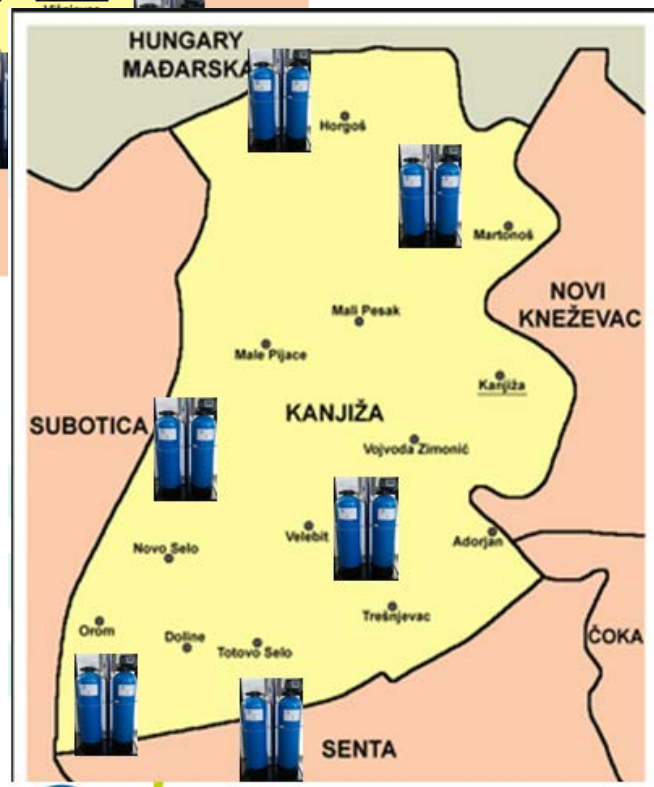 HUNGARY
MAĐARSKA
Horgoš
Martonoš
NOVI
KNEŽEVAC
Mali Pesak
Male Pijace
Kanjiža
SUBOTICA
KANJIŽA
Vojvoda Zimonić
Velebit
Adorjan
Novo Selo
Trešnjevac
Orom
Doline
Totovo Selo
ČOKA
SENTA